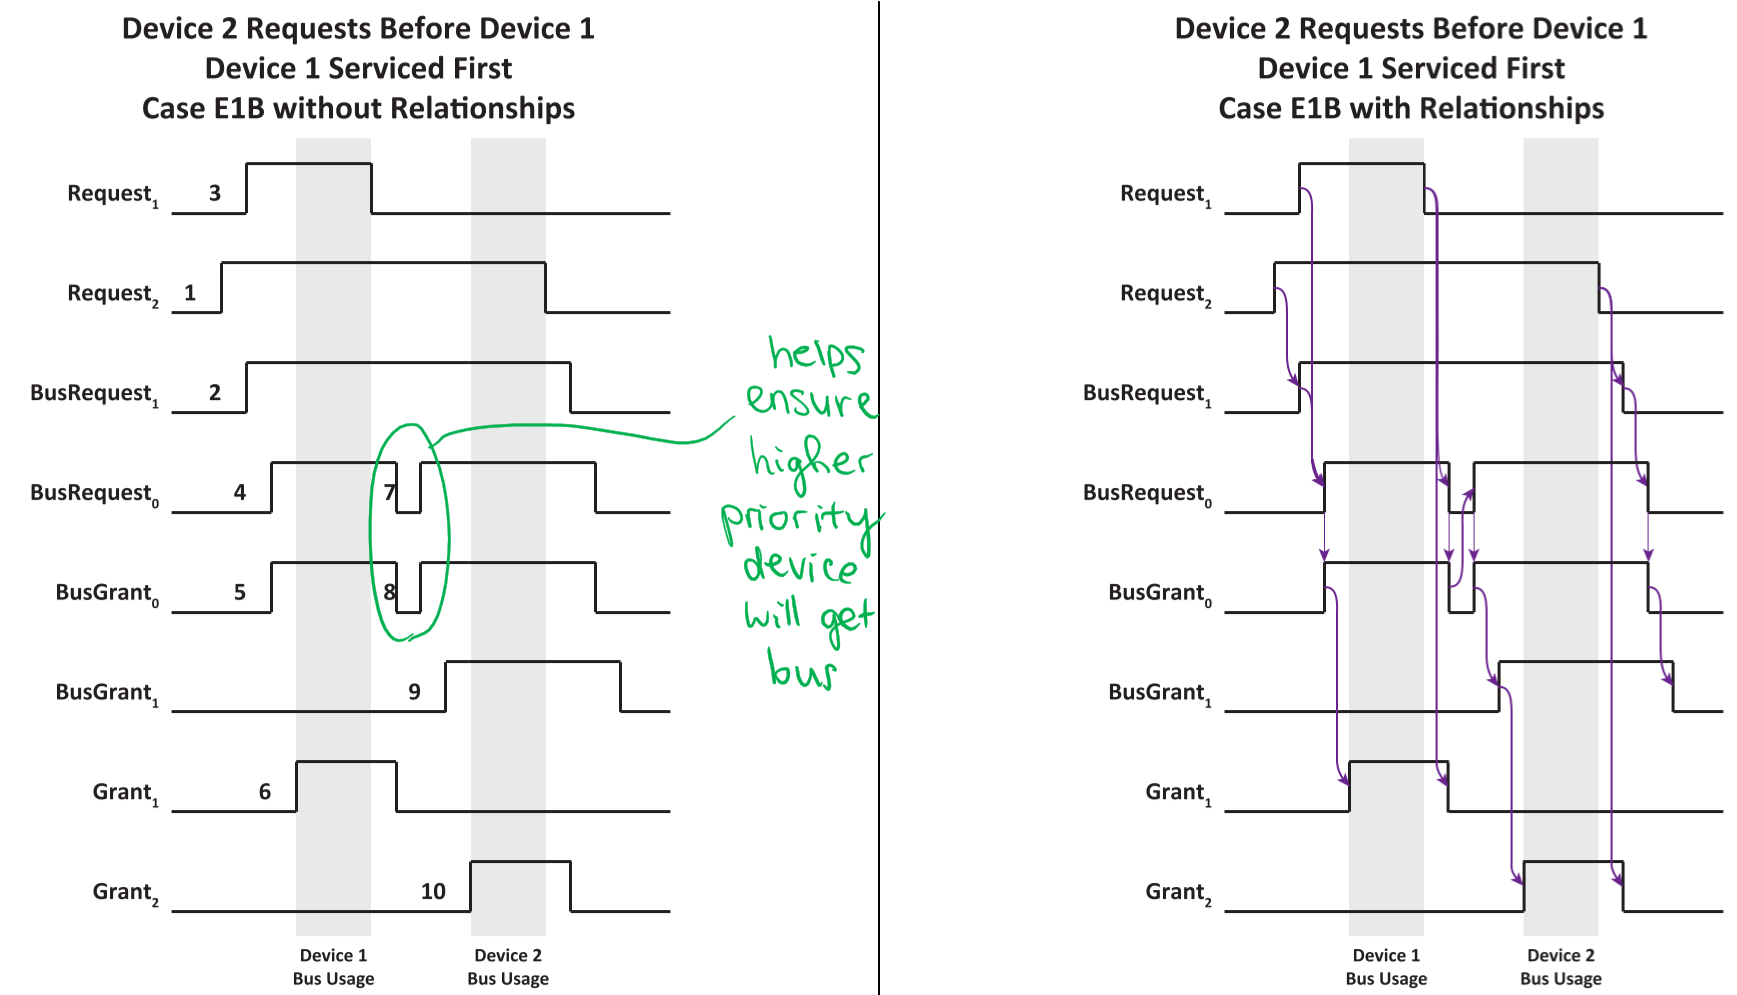 Device 2 Requests Before Device 1
Device 1 Serviced First
Case E1B without Relationships
3
Request1
1
Request2
2
BusRequest1
4
7
BusRequest0
5
8
BusGrant0
9
BusGrant1
6
Grant1
10
Grant2
Device 1
Bus Usage
Device 2
Bus Usage
helps
ensure
higher
priority
device
will get
bus
Device 2 Requests Before Device 1
Device 1 Serviced First
Case E1B with Relationships
Request1
Request2
BusRequest1
BusRequest0
BusGrant0
BusGrant1
Grant1
Grant2
Device 1
Bus Usage
Device 2
Bus Usage